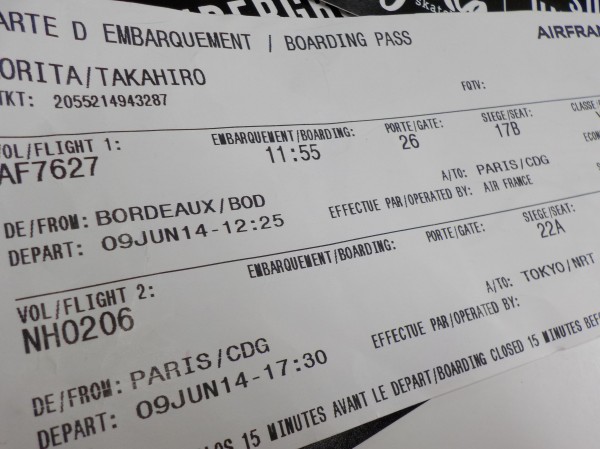 ARTE D EMBARQUEMENT / BOARDING PASS
AIRFRAN
ORITA/TAKAHIRO
TKT: 2055214943287
FQTV:
VOL/FLIGHT 1: EMBARQUEMENT/BOARDING: PORTE/GATE: SIEGE/SEAT: CLASSE
AF7627 11:55 26 17B
ECON
DE/FROM: BORDEAUX/BOD A/TO: PARIS/CDG
DEPART: 09JUN14-12:25 EFFECTUE PAR/OPERATED BY: AIR FRANCE
VOL/FLIGHT 2: EMBARQUEMENT/BOARDING: PORTE/GATE: SIEGE/SEAT:
NH0206 22A
DE/FROM: PARIS/CDG A/TO: TOKYO/NRT
DEPART: 09JUN14-17:30 EFFECTUE PAR/OPERATED BY:
LOS 15 MINUTES AVANT LE DEPART/BOARDING CLOSED 15 MINUTES BEF